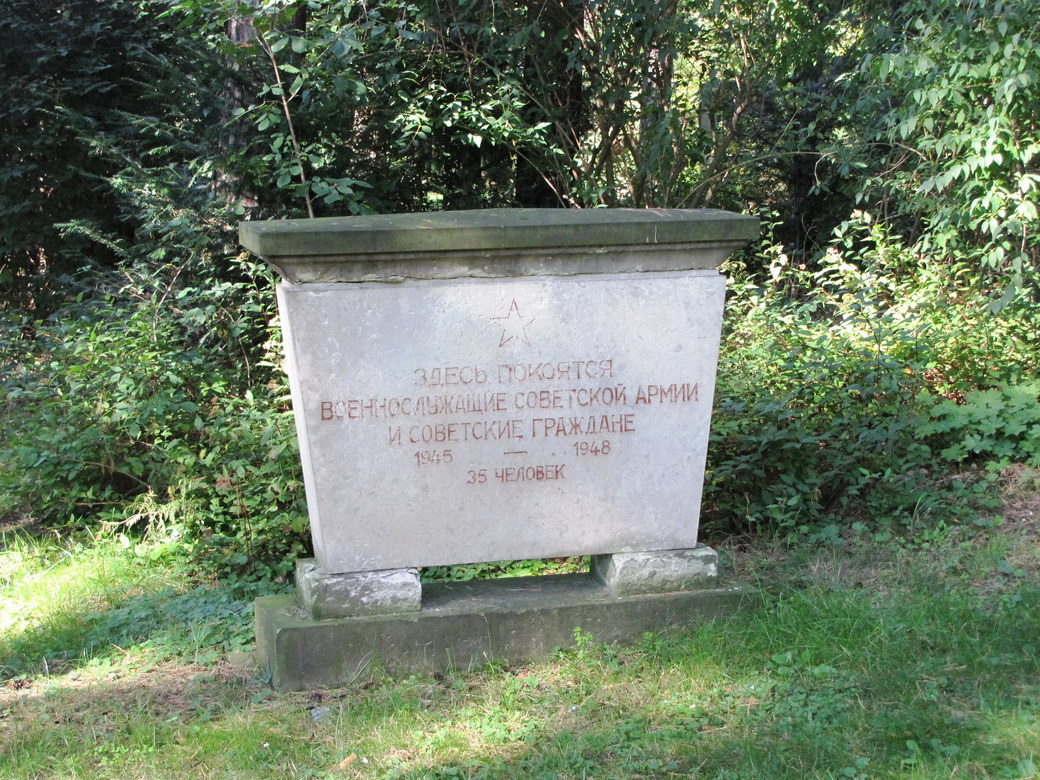 ЗДЕСЬ ПОКОЯТСЯ
ВОЕННОСЛУЖАЩИЕ СОВЕТСКОЙ АРМИИ
И СОВЕТСКИЕ ГРАЖДАНЕ
1945 — 1948
35 ЧЕЛОВЕК